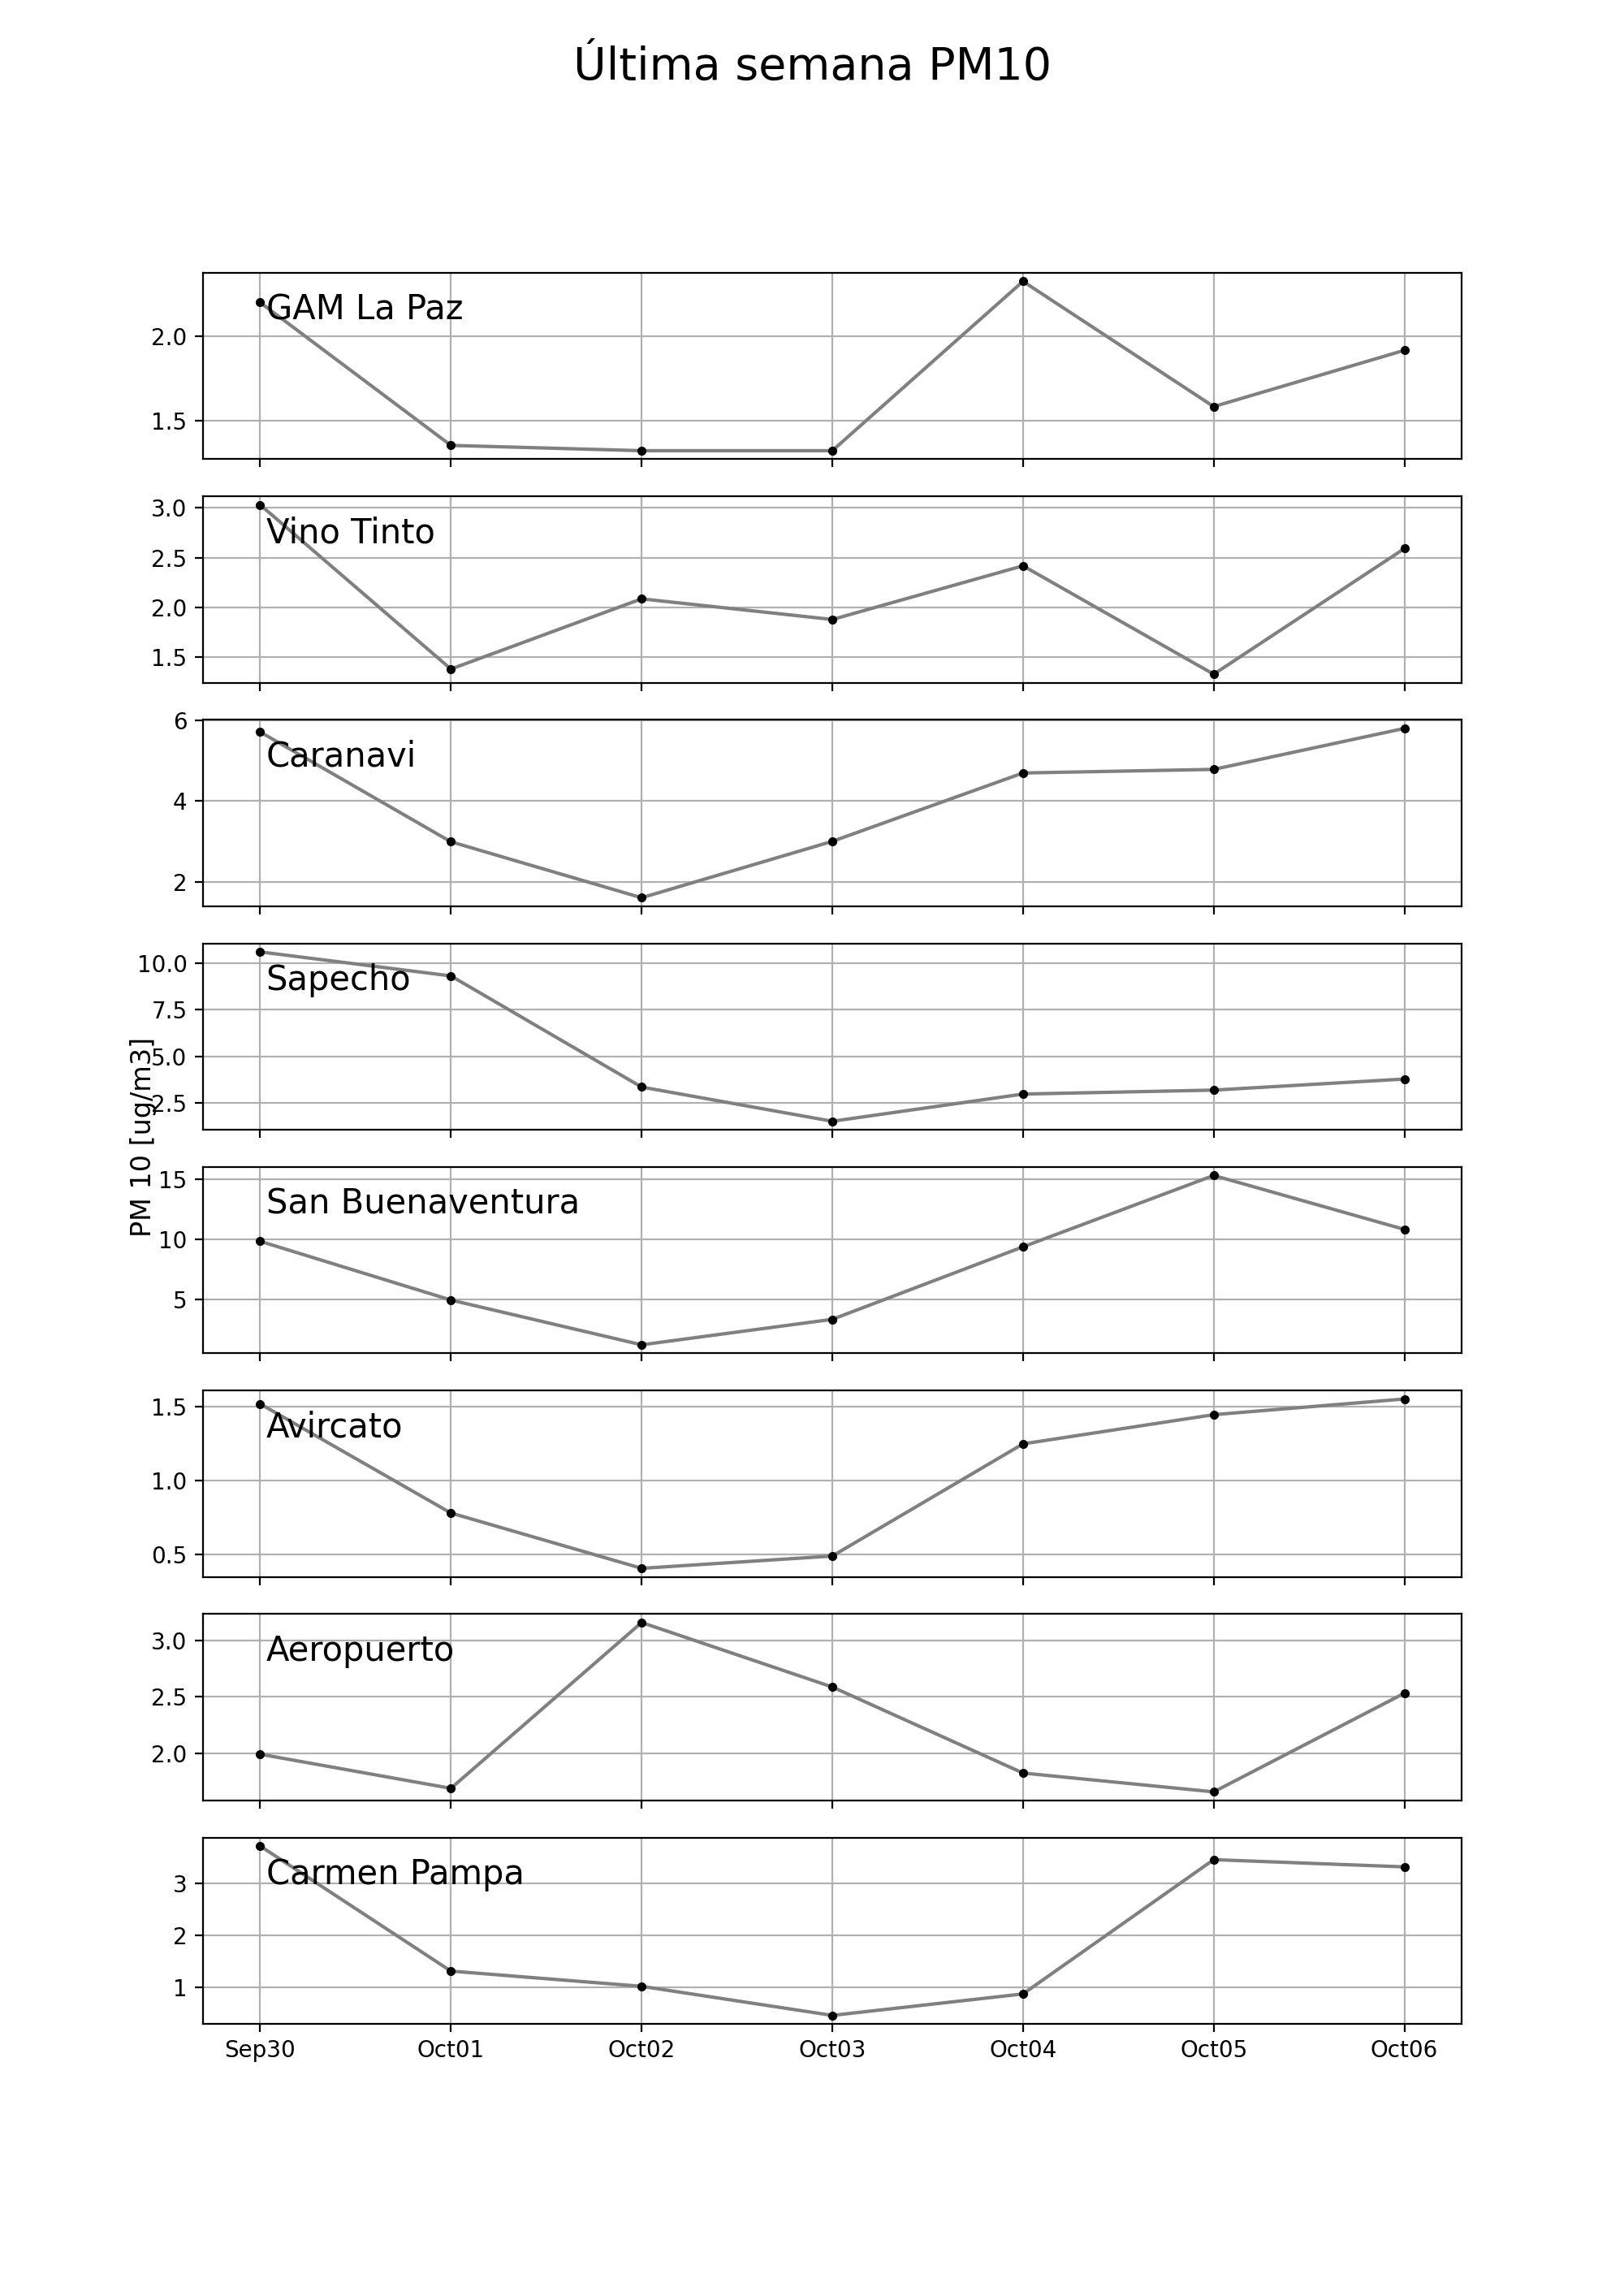 Última semana PM10
GAM La Paz
2.0
1.5
Vino Tinto
3.0
2.5
2.0
1.5
Caranavi
6
4
2
Sapecho
10.0
7.5
5.0
2.5
PM 10 [ug/m3]
San Buenaventura
15
10
5
Avircato
1.5
1.0
0.5
Aeropuerto
3.0
2.5
2.0
Carmen Pampa
3
2
1
Sep30 Oct01 Oct02 Oct03 Oct04 Oct05 Oct06